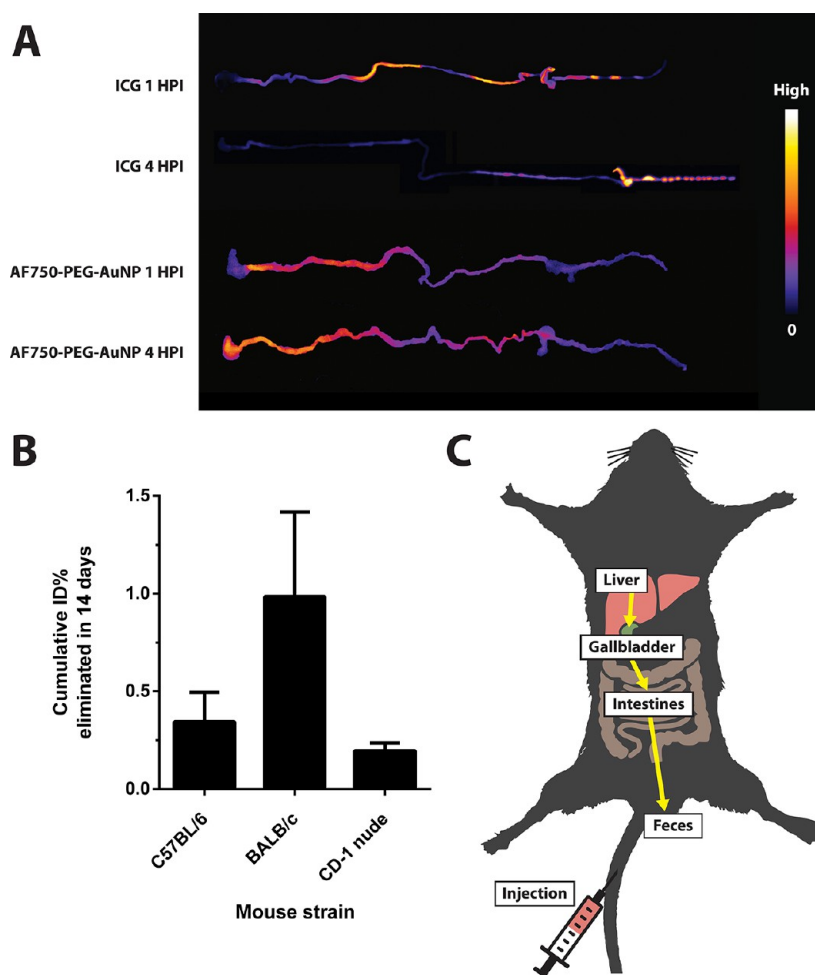 A
ICG 1 HPI
ICG 4 HPI
AF750-PEG-AuNP 1 HPI
AF750-PEG-AuNP 4 HPI
High
0
B
Cumulative ID%
eliminated in 14 days
1.5
1.0
0.5
0.0
C57BL/6
BALB/c
CD-1 nude
Mouse strain
C
Liver
Gallbladder
Intestines
Feces
Injection